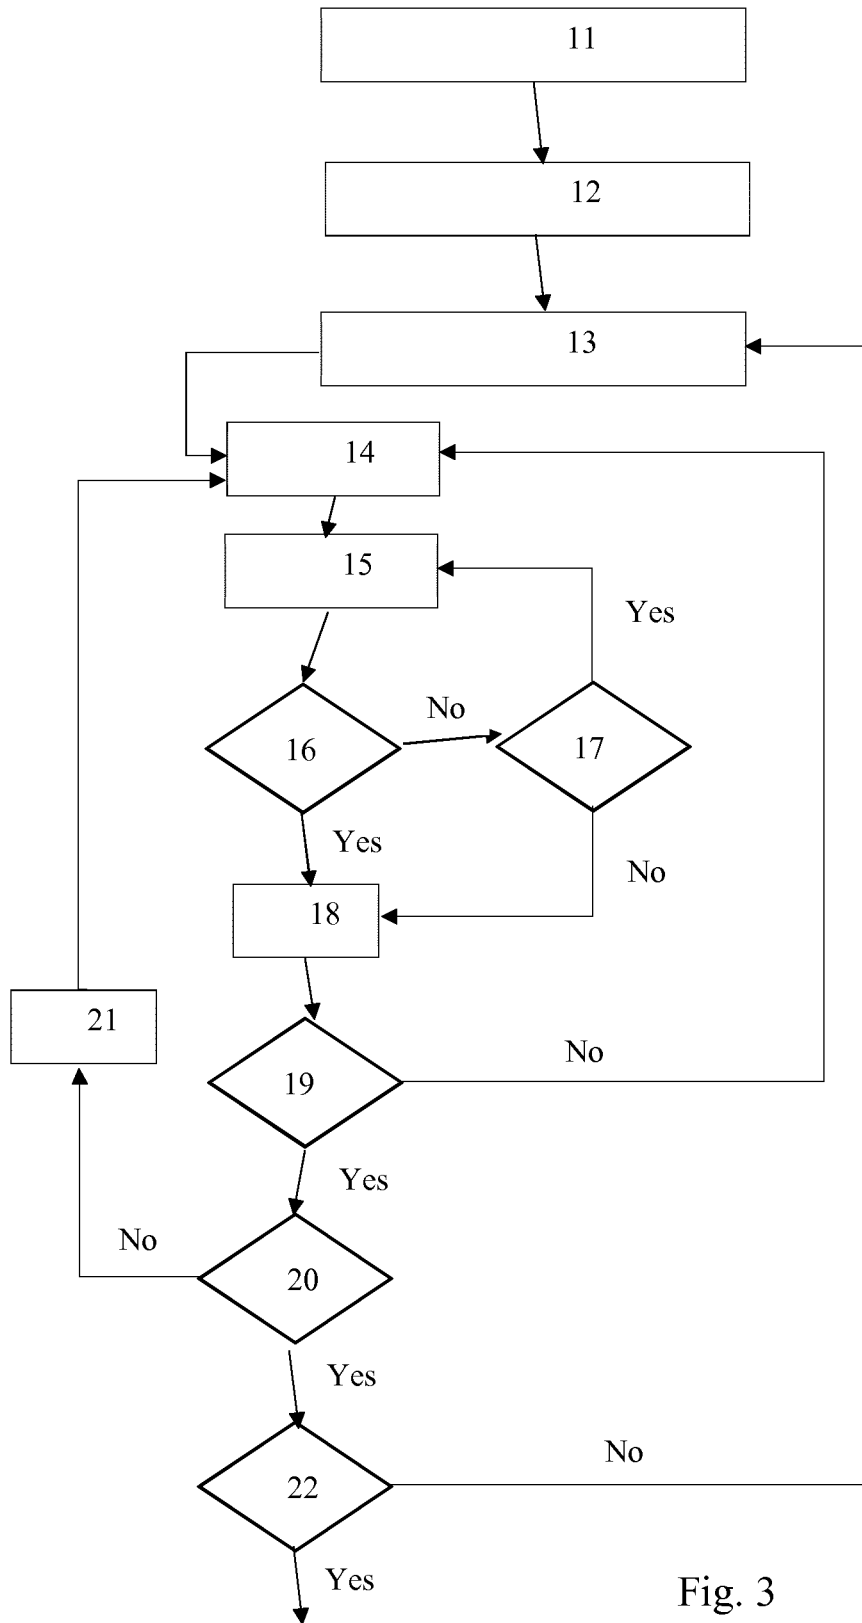 11
12
13
14
15
Yes
No
16
17
Yes
No
18
21
No
19
Yes
No
20
Yes
No
22
Yes
Fig. 3